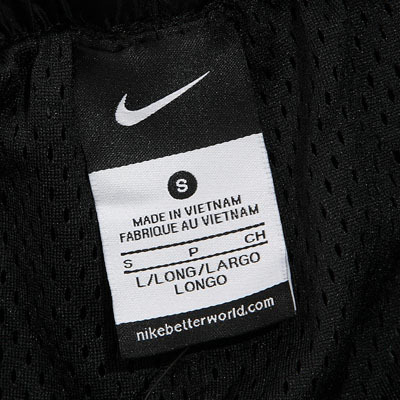 S
MADE IN VIETNAM
FABRIQUE AU VIETNAM
S P CH
L/LONG/LARGO
LONGO
nikebetterworld.com